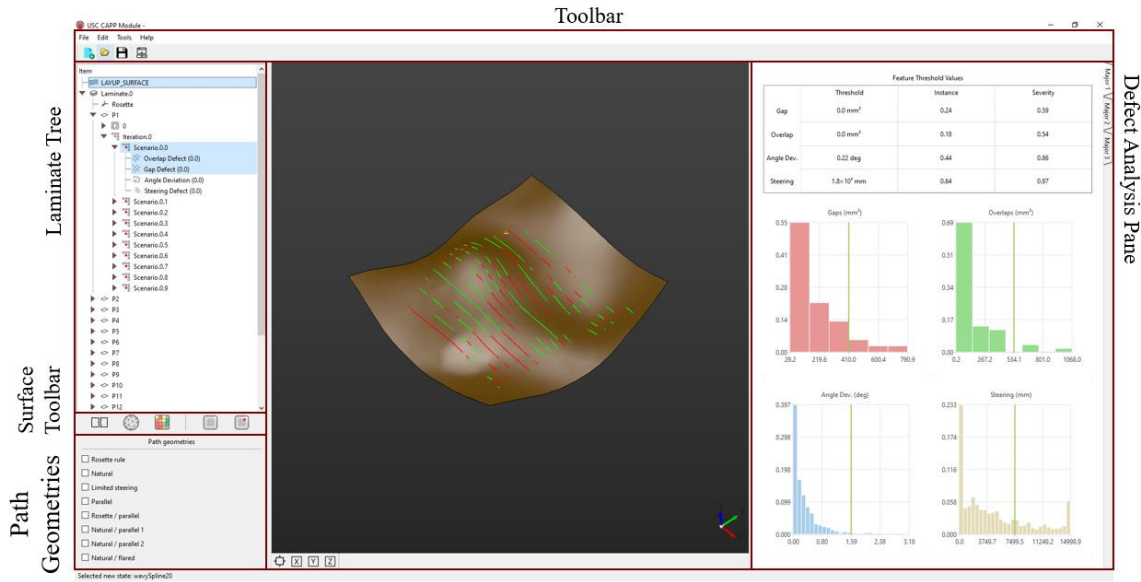 Toolbar
USC CAPP Module -
File Edit Tools Help
Laminate Tree
Item
LAYUP_SURFACE
Laminate.0
Rosette
P1
0
Iteration.0
Scenario.0.0
Overlap Defect (0.0)
Gap Defect (0.0)
Angle Deviation (0.0)
Steering Defect (0.0)
Scenario.0.1
Scenario.0.2
Scenario.0.3
Scenario.0.4
Scenario.0.5
Scenario.0.6
Scenario.0.7
Scenario.0.8
Scenario.0.9
P2
P3
P4
P5
P6
P7
P8
P9
P10
P11
P12
Surface
Toolbar
Path
Geometries
Path geometries
Rosette rule
Natural
Limited steering
Parallel
Rosette / parallel
Natural / parallel 1
Natural / parallel 2
Natural / flared
X Y Z
Selected new state: wavySpline20
Feature Threshold Values
Threshold Instance Severity
Gap 0.0 mm² 0.24 0.59
Overlap 0.0 mm² 0.18 0.54
Angle Dev. 0.22 deg 0.44 0.86
Steering 0.64 0.97
Gaps (mm²)
0.55
0.41
0.28
0.14
0.00
29.2 219.6 410.0 600.4 790.9
Overlaps (mm²)
0.69
0.51
0.34
0.17
0.00
0.2 267.2 534.1 801.0 1068.0
Angle Dev. (deg)
0.397
0.298
0.198
0.099
0.000
0.00 0.80 1.59 2.38 3.18
Steering (mm)
0.233
0.174
0.116
0.058
0.000
0.0 3749.7 7499.5 11249.2 14998.9
Major 1 Major 2 Major 3
Defect Analysis Pane